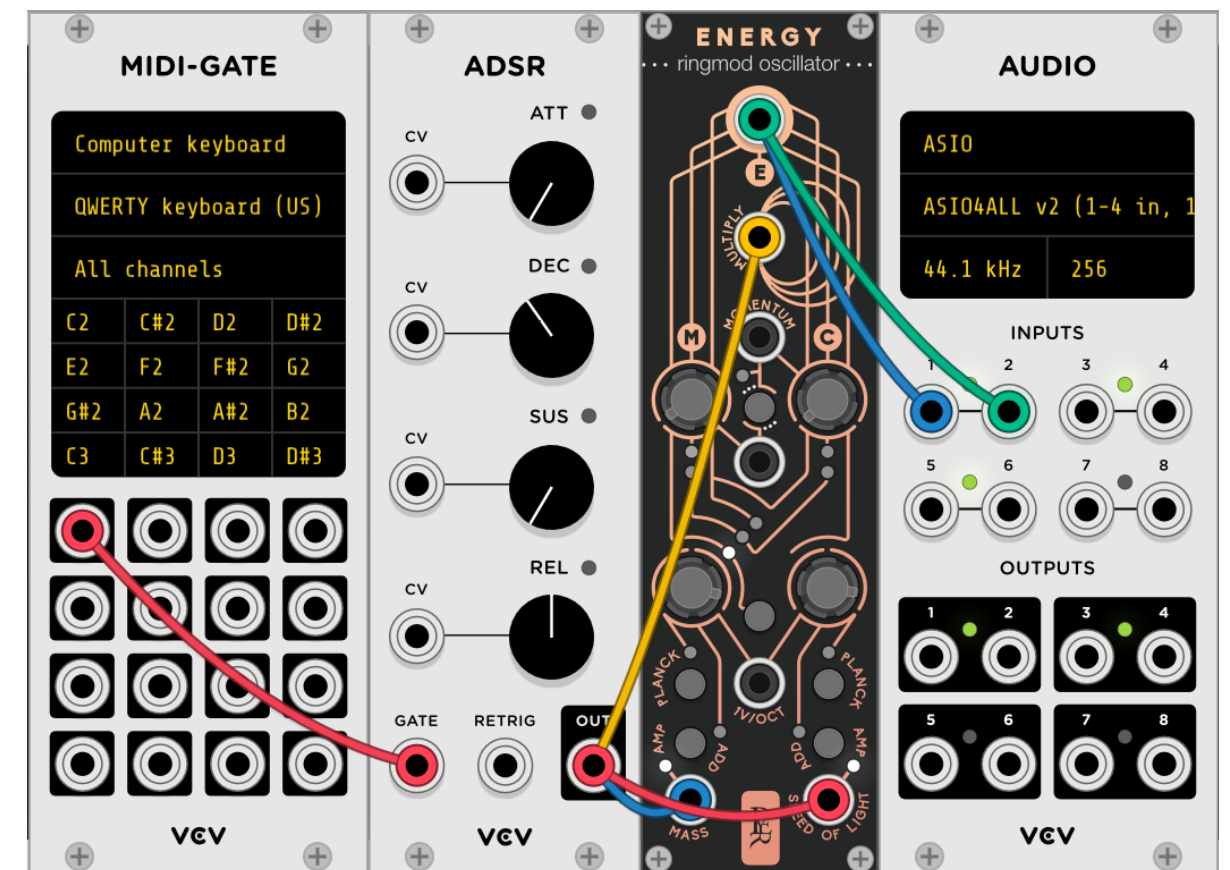 MIDI-GATE
Computer keyboard
QWERTY keyboard (US)
All channels
C2 C#2 D2 D#2
E2 F2 F#2 G2
G#2 A2 A#2 B2
C3 C#3 D3 D#3
VCV
ADSR
ATT
CV
DEC
CV
SUS
CV
REL
CV
GATE RETRIG OUT
VCV
ENERGY
ringmod oscillator
E
MULTIPLY
MOMENTUM
M C
PLANCK PLANCK
1V/OCT
AMP ADD ADD AMP
MASS SPEED OF LIGHT
AUDIO
ASIO
ASIO4ALL v2 (1-4 in, 1
44.1 kHz 256
INPUTS
1 2 3 4
5 6 7 8
OUTPUTS
1 2 3 4
5 6 7 8
VCV